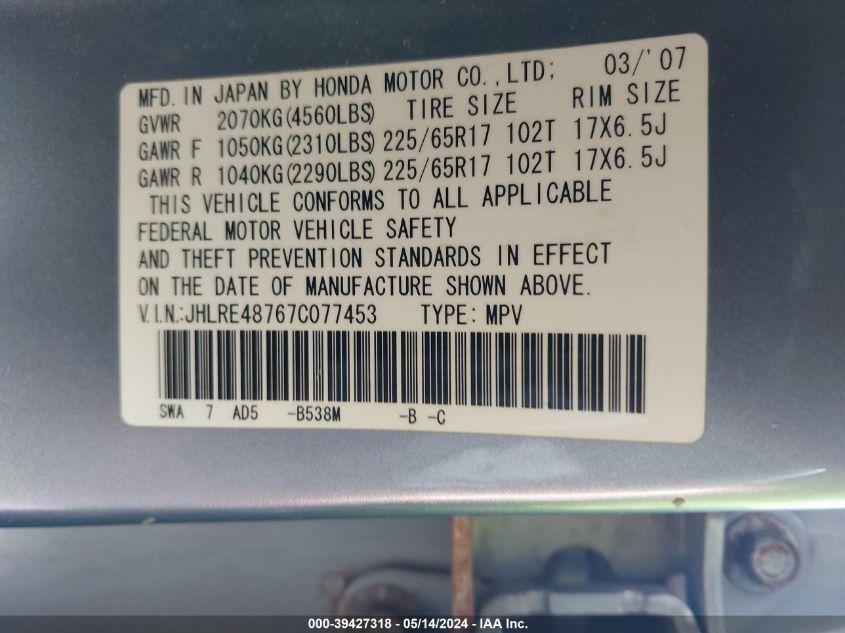 MFD. IN JAPAN BY HONDA MOTOR CO.,LTD; 03/'07
GVWR 2070KG(4560LBS) TIRE SIZE RIM SIZE
GAWR F 1050KG(2310LBS) 225/65R17 102T 17X6.5J
GAWR R 1040KG(2290LBS) 225/65R17 102T 17X6.5J
THIS VEHICLE CONFORMS TO ALL APPLICABLE
FEDERAL MOTOR VEHICLE SAFETY
AND THEFT PREVENTION STANDARDS IN EFFECT
ON THE DATE OF MANUFACTURE SHOWN ABOVE.
V.I.N.:JHLRE48767C077453 TYPE: MPV
SWA 7 AD5 -B538M -B -C
000-39427318 - 05/14/2024 - IAA Inc.